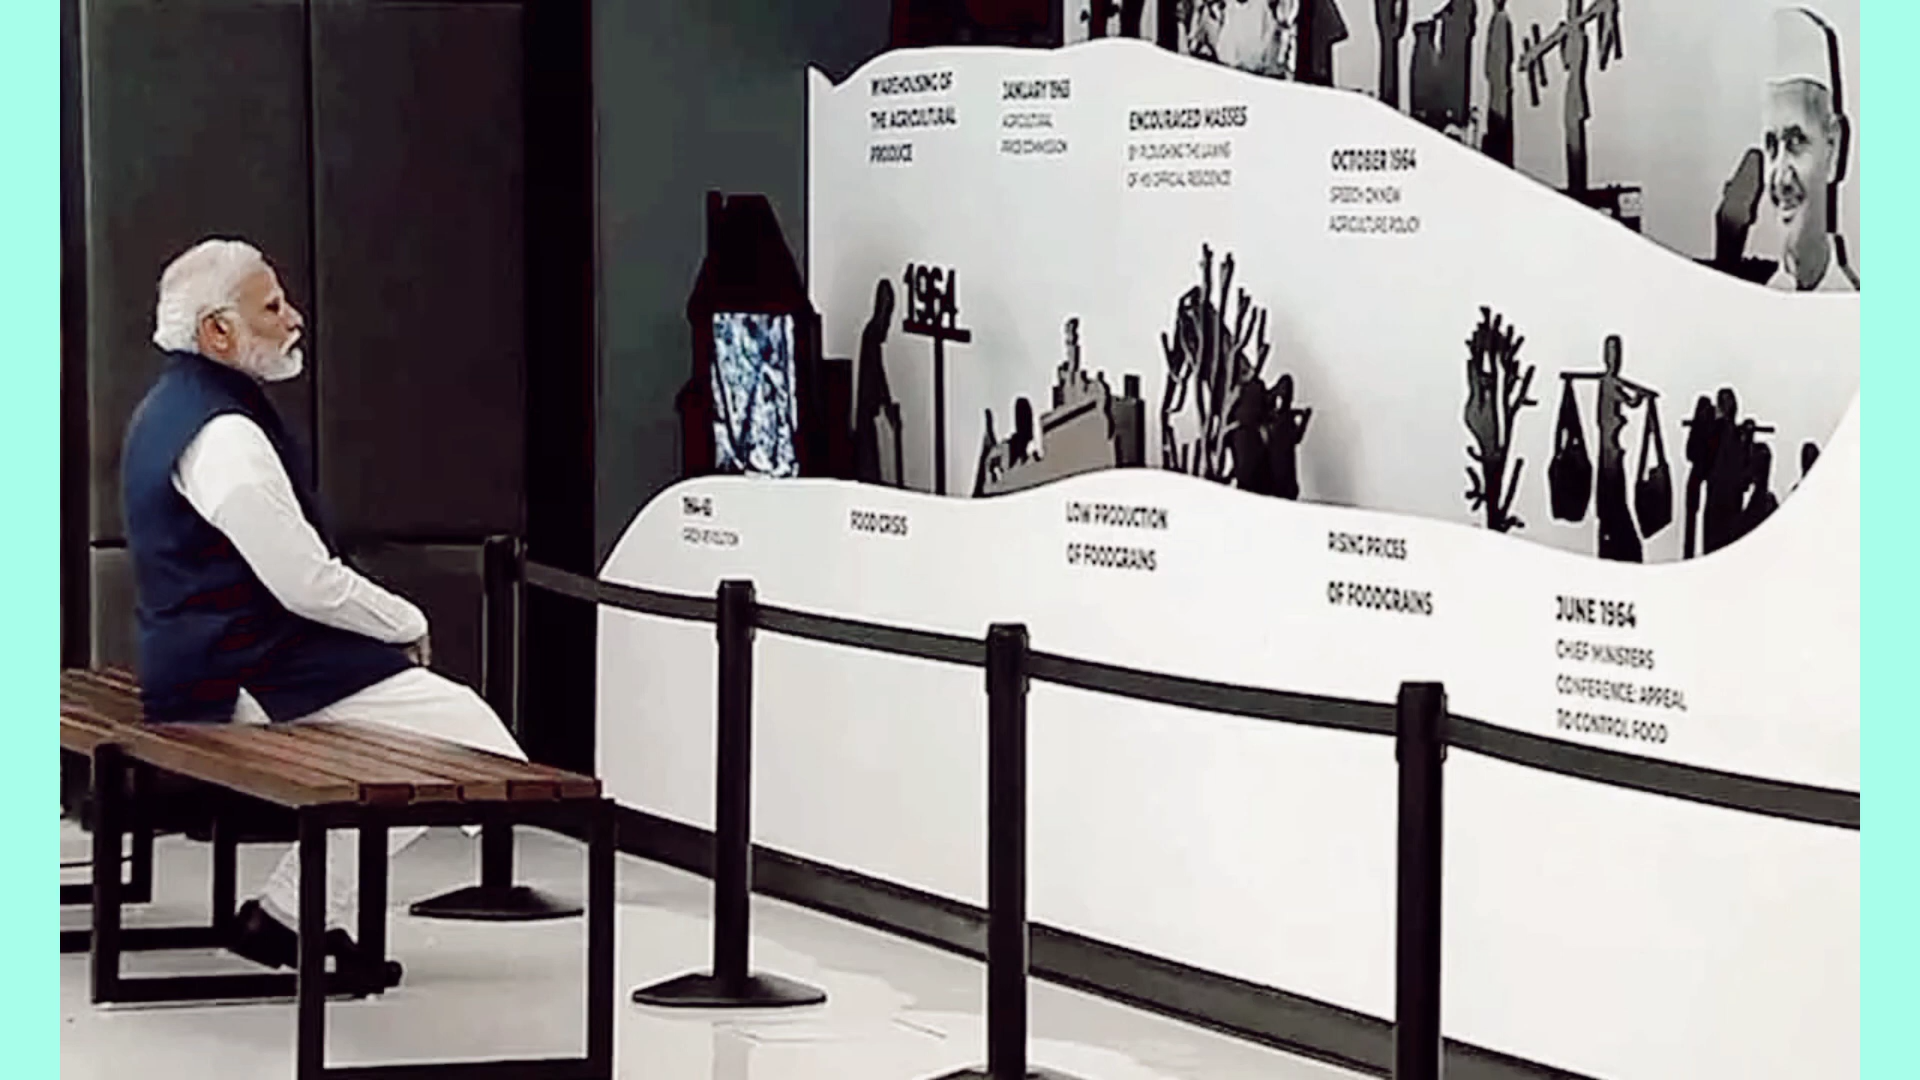 WAREHOUSING OF
THE AGRICULTURAL
PRODUCE
JANUARY 1965
AGRICULTURAL
PRICE COMMISSION
ENCOURAGED MASSES
BY PLOUGHING THE LAWNS
OF HIS OFFICIAL RESIDENCE
OCTOBER 1964
SPEECH ON NEW
AGRICULTURE POLICY
1964
GREEN REVOLUTION
FOOD CRISIS
LOW PRODUCTION
OF FOODGRAINS
RISING PRICES
OF FOODGRAINS
JUNE 1964
CHIEF MINISTERS
CONFERENCE: APPEAL
TO CONTROL FOOD